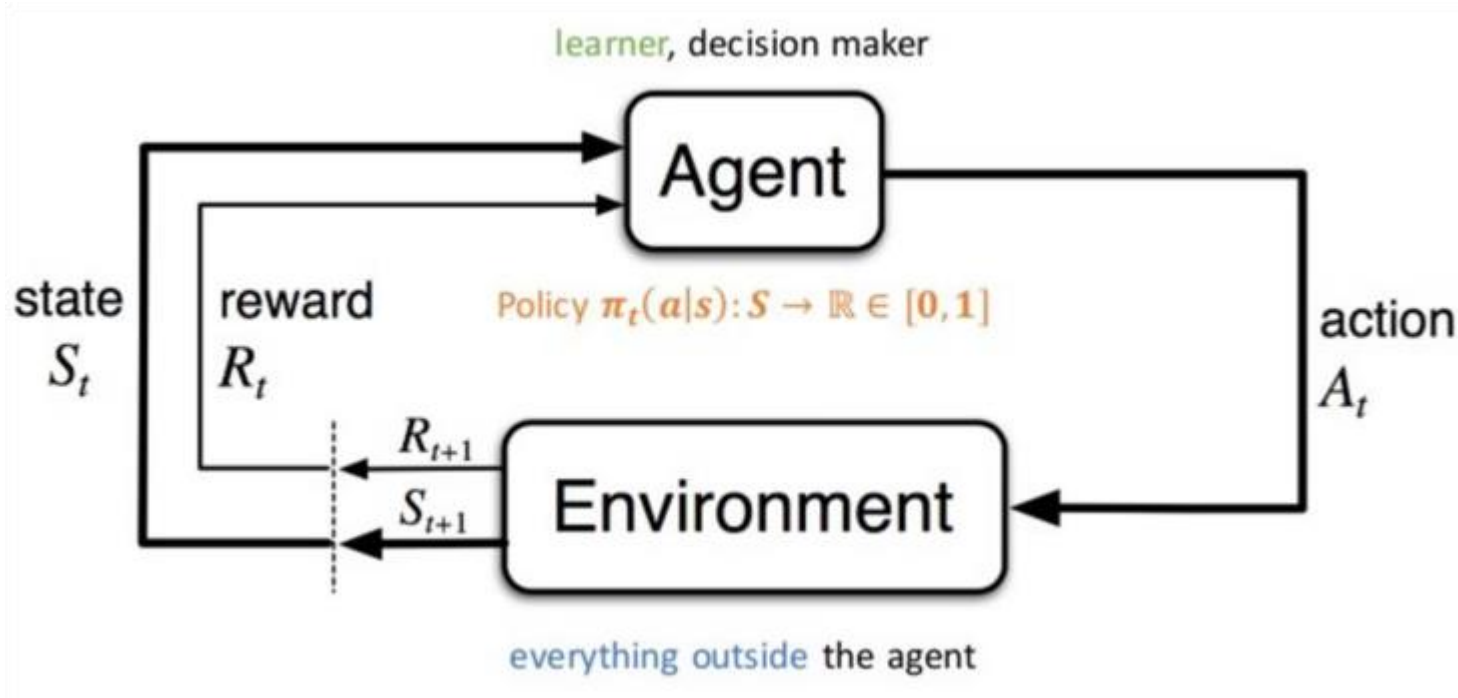 learner, decision maker
Agent
state
S_t
reward
R_t
Policy π_t(a|s): S → ℝ ∈ [0, 1]
action
A_t
R_{t+1}
S_{t+1}
Environment
everything outside the agent